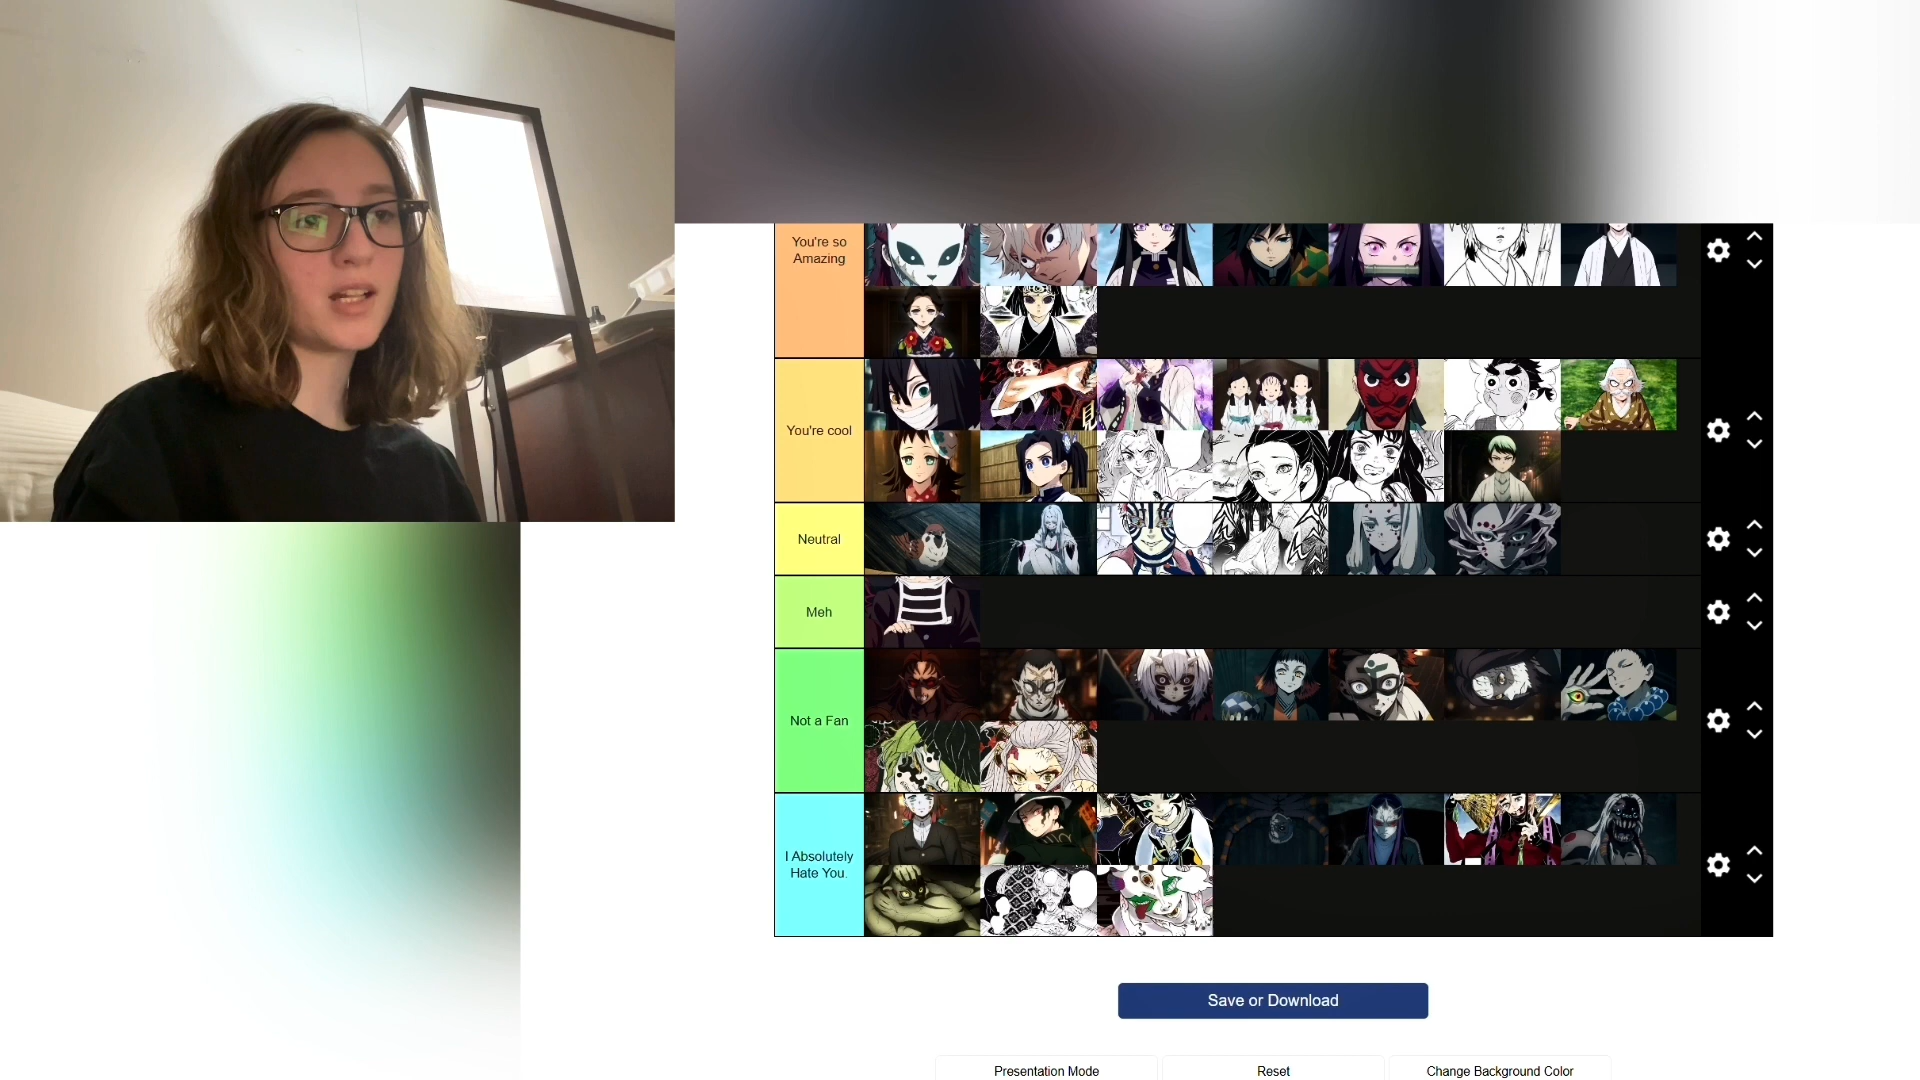 You're so
Amazing
You're cool
Neutral
Meh
Not a Fan
I Absolutely
Hate You.
Save or Download
Presentation Mode
Reset
Change Background Color